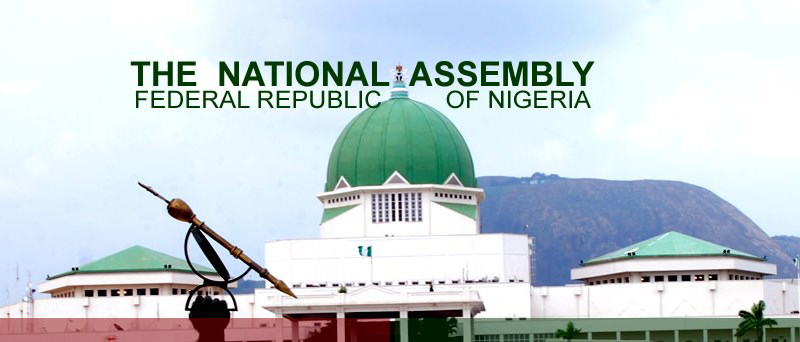 THE NATIONAL ASSEMBLY
FEDERAL REPUBLIC OF NIGERIA